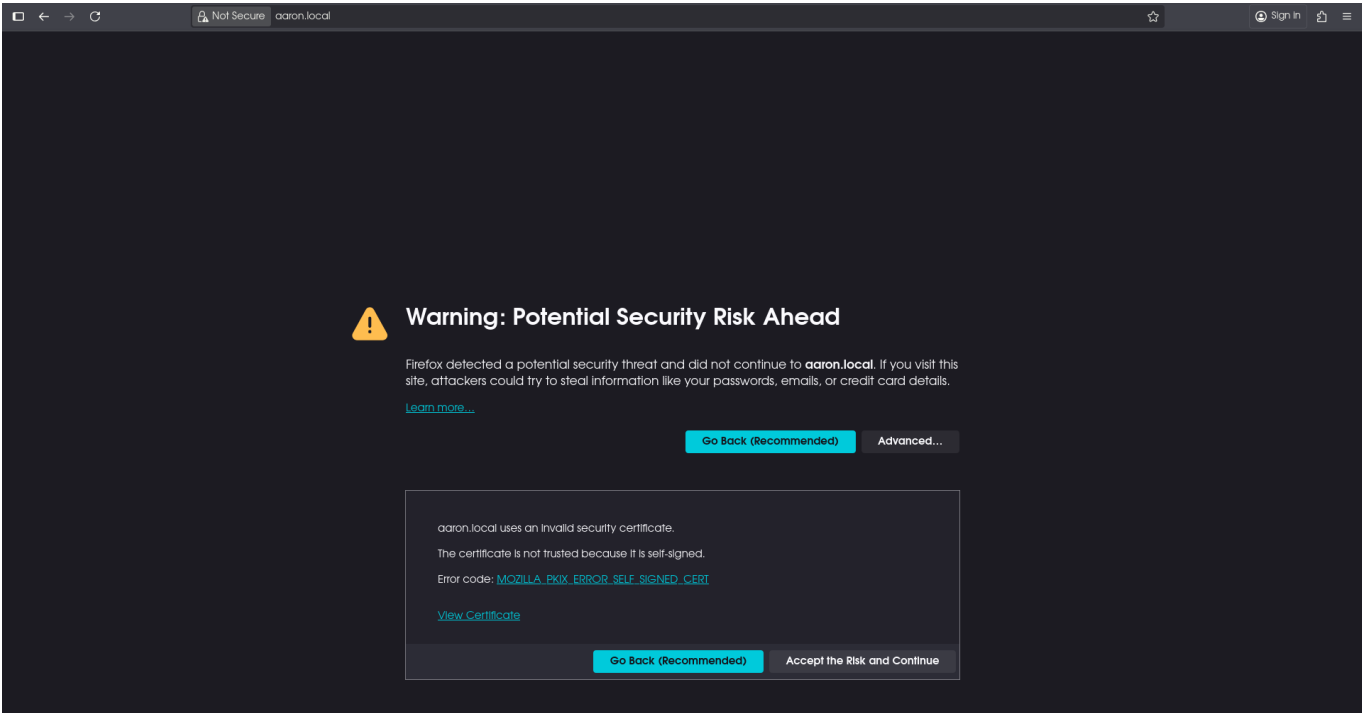 Not Secure aaron.local Sign in
Warning: Potential Security Risk Ahead
Firefox detected a potential security threat and did not continue to aaron.local. If you visit this
site, attackers could try to steal information like your passwords, emails, or credit card details.
Learn more…
Go Back (Recommended) Advanced…
aaron.local uses an invalid security certificate.
The certificate is not trusted because it is self-signed.
Error code: MOZILLA_PKIX_ERROR_SELF_SIGNED_CERT
View Certificate
Go Back (Recommended) Accept the Risk and Continue